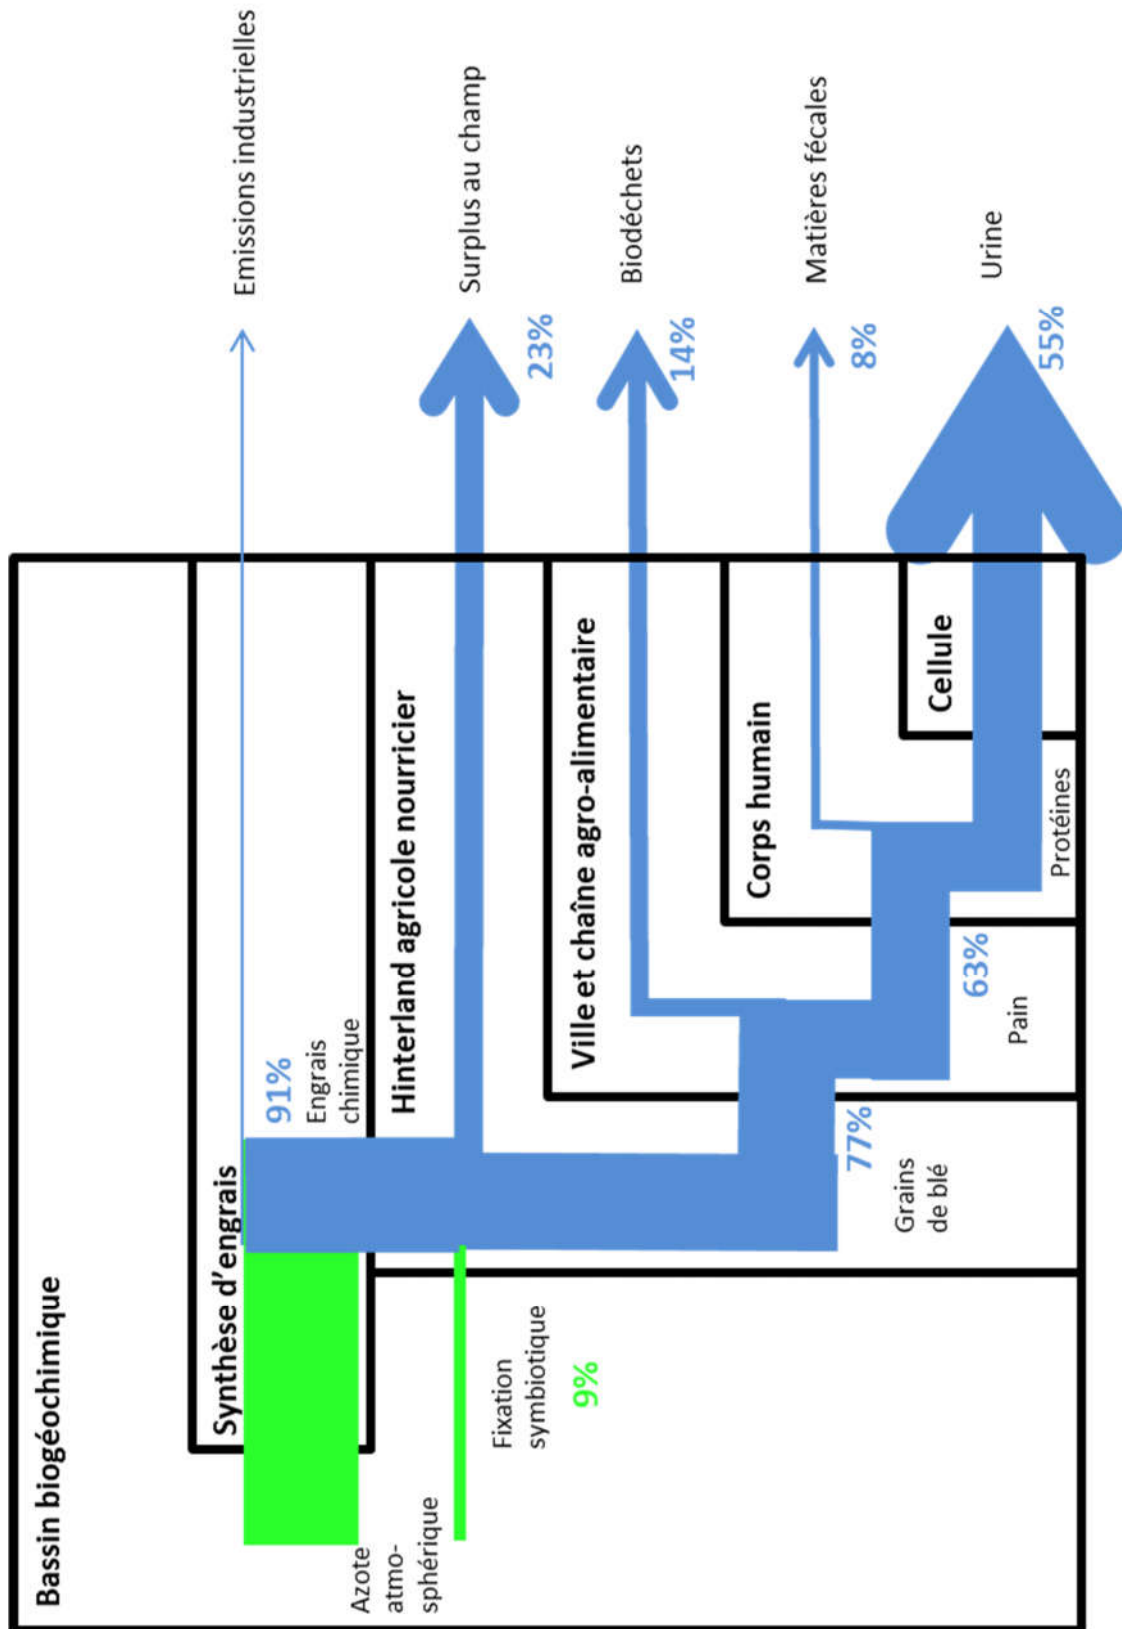 Bassin biogéochimique
Synthèse d'engrais
Emissions industrielles
91%
Engrais
chimique
Azote
atmo-
sphérique
Hinterland agricole nourricier
Surplus au champ
23%
Fixation
symbiotique
9%
Ville et chaîne agro-alimentaire
Biodéchets
14%
Corps humain
Matières fécales
8%
77%
Grains
de blé
Cellule
Urine
55%
63%
Pain
Protéines